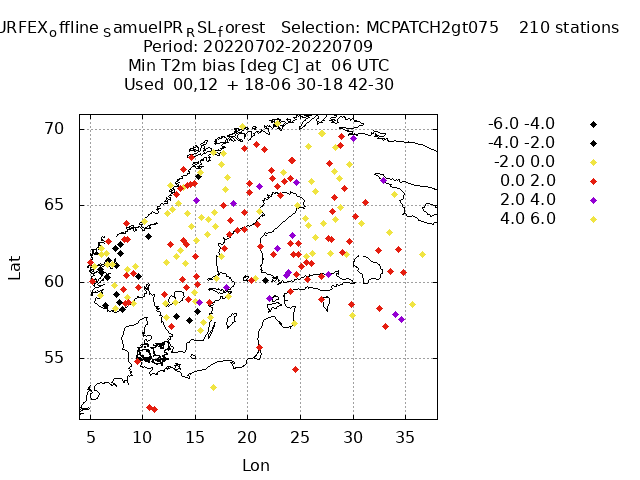 URFEXoffline SamuelPRRSLforest Selection: MCPATCH2gt075 210 stations
Period: 20220702-20220709
Min T2m bias [deg C] at 06 UTC
Used 00,12 + 18-06 30-18 42-30
-6.0 -4.0
-4.0 -2.0
-2.0 0.0
0.0 2.0
2.0 4.0
4.0 6.0
70
65
60
55
Lat
5 10 15 20 25 30 35
Lon